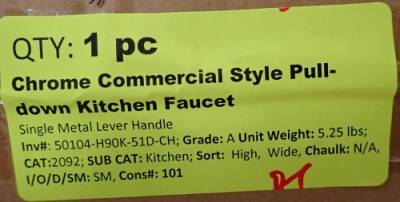 QTY: 1 pc
Chrome Commercial Style Pull-
down Kitchen Faucet
Single Metal Lever Handle
Inv#: 50104-H90K-51D-CH; Grade: A Unit Weight: 5.25 lbs;
CAT:2092; SUB CAT: Kitchen; Sort: High, Wide, Chaulk: N/A,
I/O/D/SM: SM, Cons#: 101